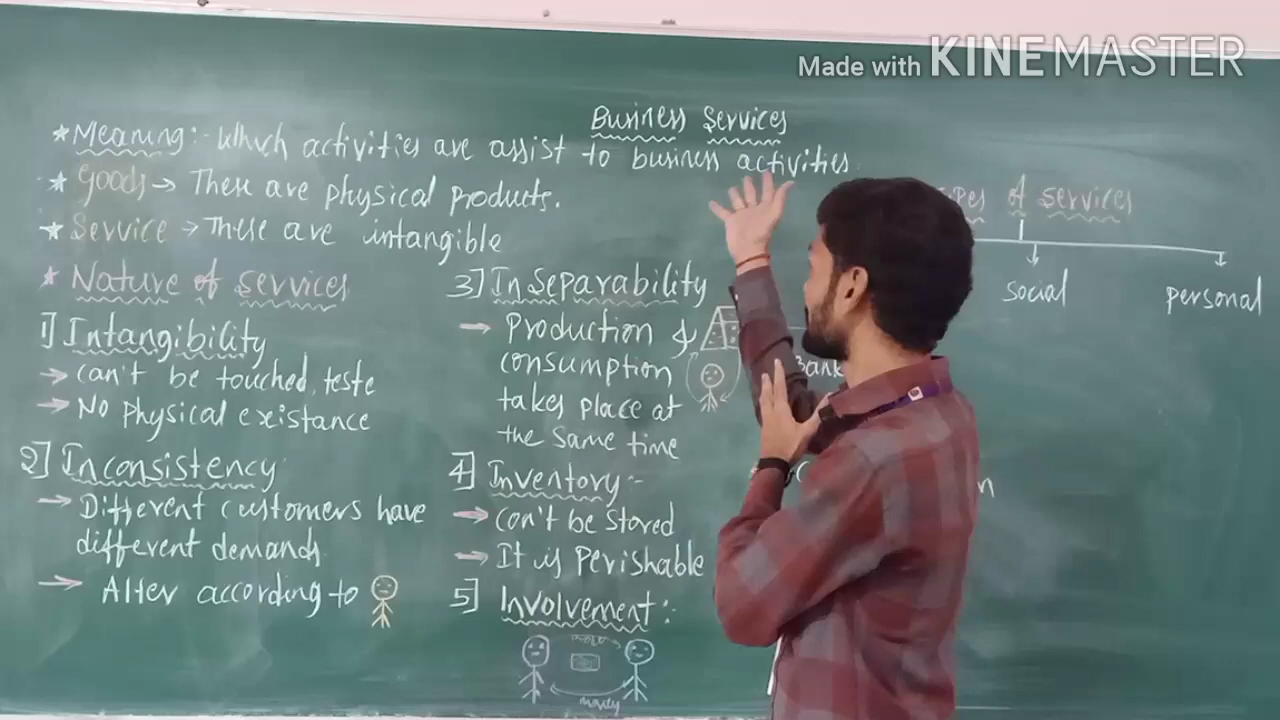 Made with KINEMASTER
Business Services
* Meaning:- Which activities are assist to business activities.
* Goods → These are physical products.
* Service → These are intangible
* Nature of services
1] Intangibility
→ can't be touched, teste
→ No physical existance
2] Inconsistency
→ Different customers have
different demands
→ Alter according to
3] Inseparability
→ Production &
consumption
takes place at
the same time
4] Inventory:-
→ can't be stored
→ It is Perishable
5] Involvement:-
money
of services
social
personal
Bank